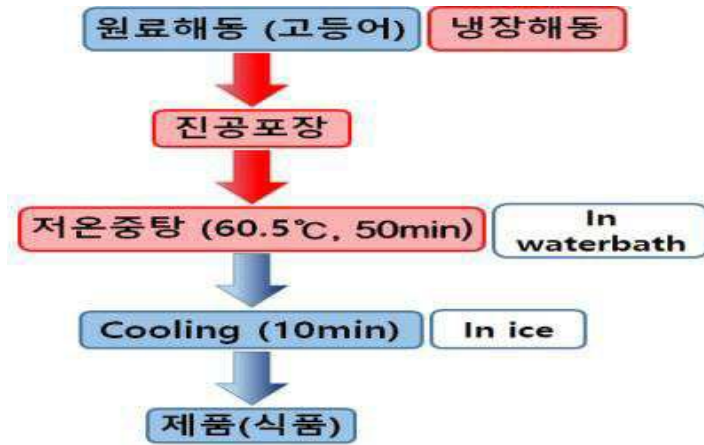 원료해동 (고등어) 냉장해동
진공포장
저온중탕 (60.5℃, 50min) In waterbath
Cooling (10min) In ice
제품(식품)